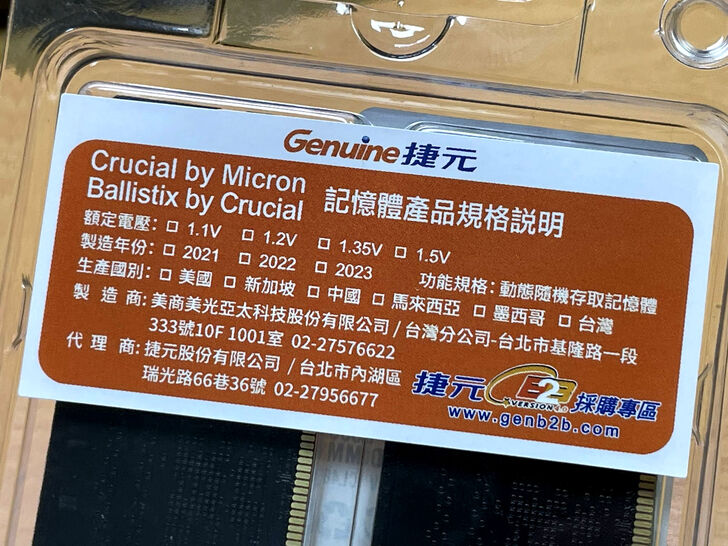 Genuine捷元
Crucial by Micron
Ballistix by Crucial
記憶體產品規格説明
額定電壓：□ 1.1V □ 1.2V □ 1.35V □ 1.5V
製造年份：□ 2021 □ 2022 □ 2023 功能規格：動態隨機存取記憶體
生產國別：□ 美國 □ 新加坡 □ 中國 □ 馬來西亞 □ 墨西哥 □ 台灣
製造商：美商美光亞太科技股份有限公司 / 台灣分公司-台北市基隆路一段
333號10F 1001室 02-27576622
代理商：捷元股份有限公司 / 台北市內湖區
瑞光路66巷36號 02-27956677
捷元 B2B 採購專區
VERSION
www.genb2b.com